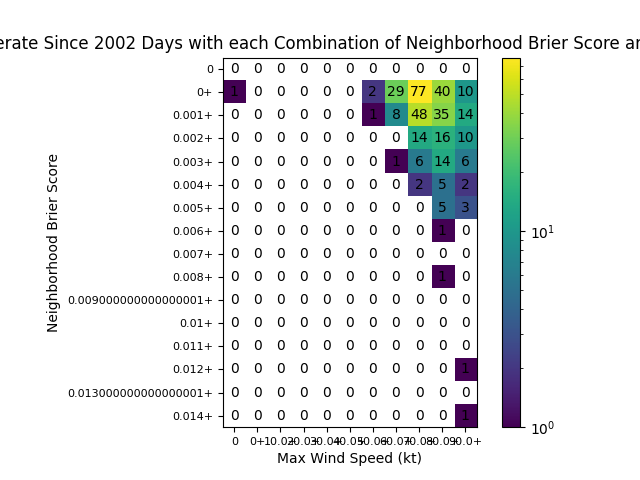 erate Since 2002 Days with each Combination of Neighborhood Brier Score a
0 0 0 0 0 0 0 0 0 0 0 0
0+ 1 0 0 0 0 0 2 29 77 40 10
0.001+ 0 0 0 0 0 0 1 8 48 35 14
0.002+ 0 0 0 0 0 0 0 0 14 16 10
0.003+ 0 0 0 0 0 0 0 1 6 14 6
0.004+ 0 0 0 0 0 0 0 0 2 5 2
0.005+ 0 0 0 0 0 0 0 0 0 5 3
0.006+ 0 0 0 0 0 0 0 0 0 1 0
0.007+ 0 0 0 0 0 0 0 0 0 0 0
0.008+ 0 0 0 0 0 0 0 0 0 1 0
0.009000000000000001+ 0 0 0 0 0 0 0 0 0 0 0
0.01+ 0 0 0 0 0 0 0 0 0 0 0
0.011+ 0 0 0 0 0 0 0 0 0 0 0
0.012+ 0 0 0 0 0 0 0 0 0 0 1
0.013000000000000001+ 0 0 0 0 0 0 0 0 0 0 0
0.014+ 0 0 0 0 0 0 0 0 0 0 1
0 0+
Max Wind Speed (kt)
Neighborhood Brier Score
10¹
10⁰